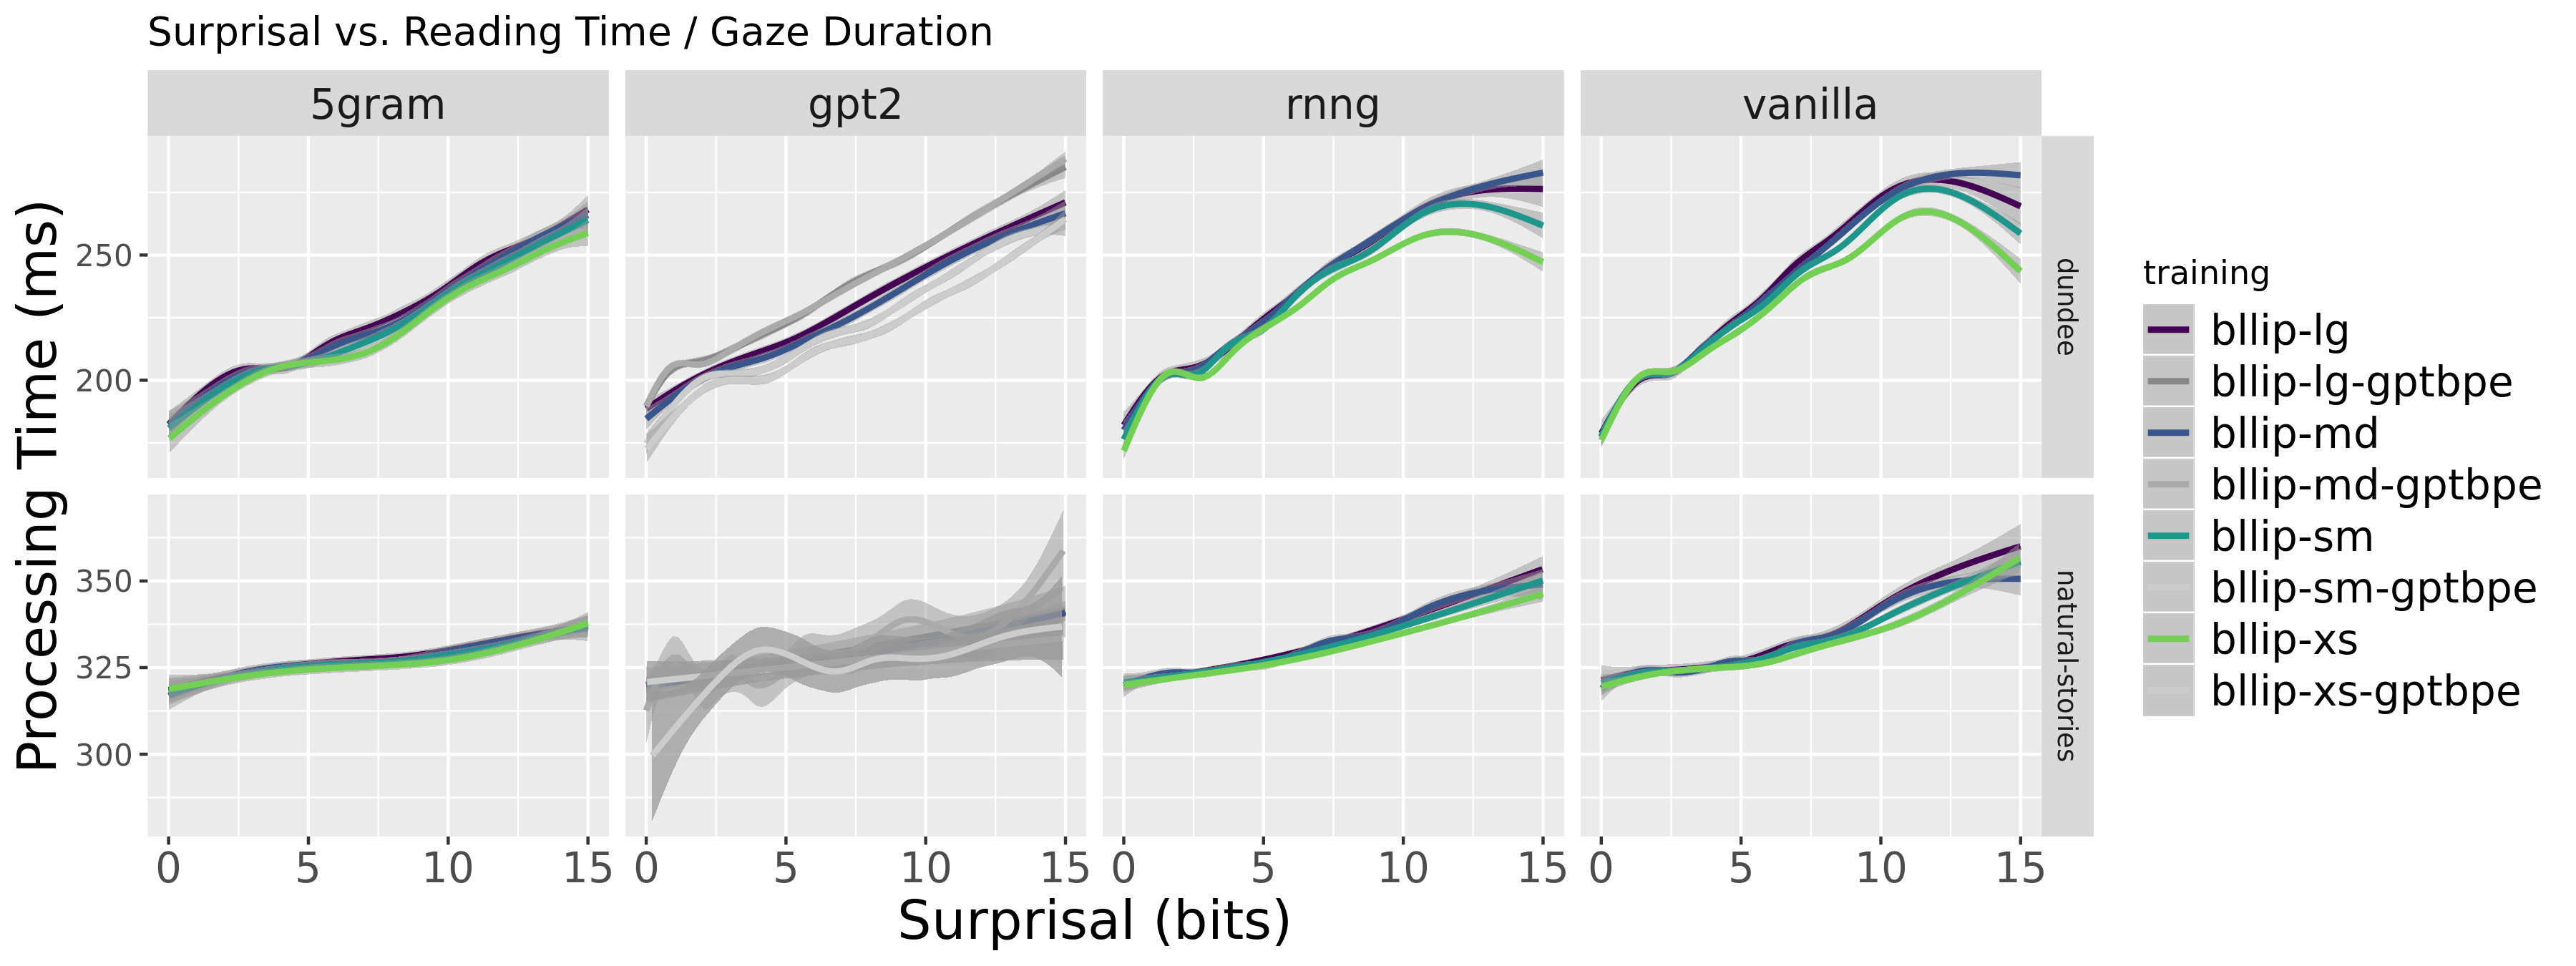 Surprisal vs. Reading Time / Gaze Duration
5gram gpt2 rnng vanilla
Processing Time (ms)
250
200
dundee
350
325
300
natural-stories
0 5 10 15 0 5 10 15 0 5 10 15 0 5 10 15
Surprisal (bits)
training
bllip-lg
bllip-lg-gptbpe
bllip-md
bllip-md-gptbpe
bllip-sm
bllip-sm-gptbpe
bllip-xs
bllip-xs-gptbpe